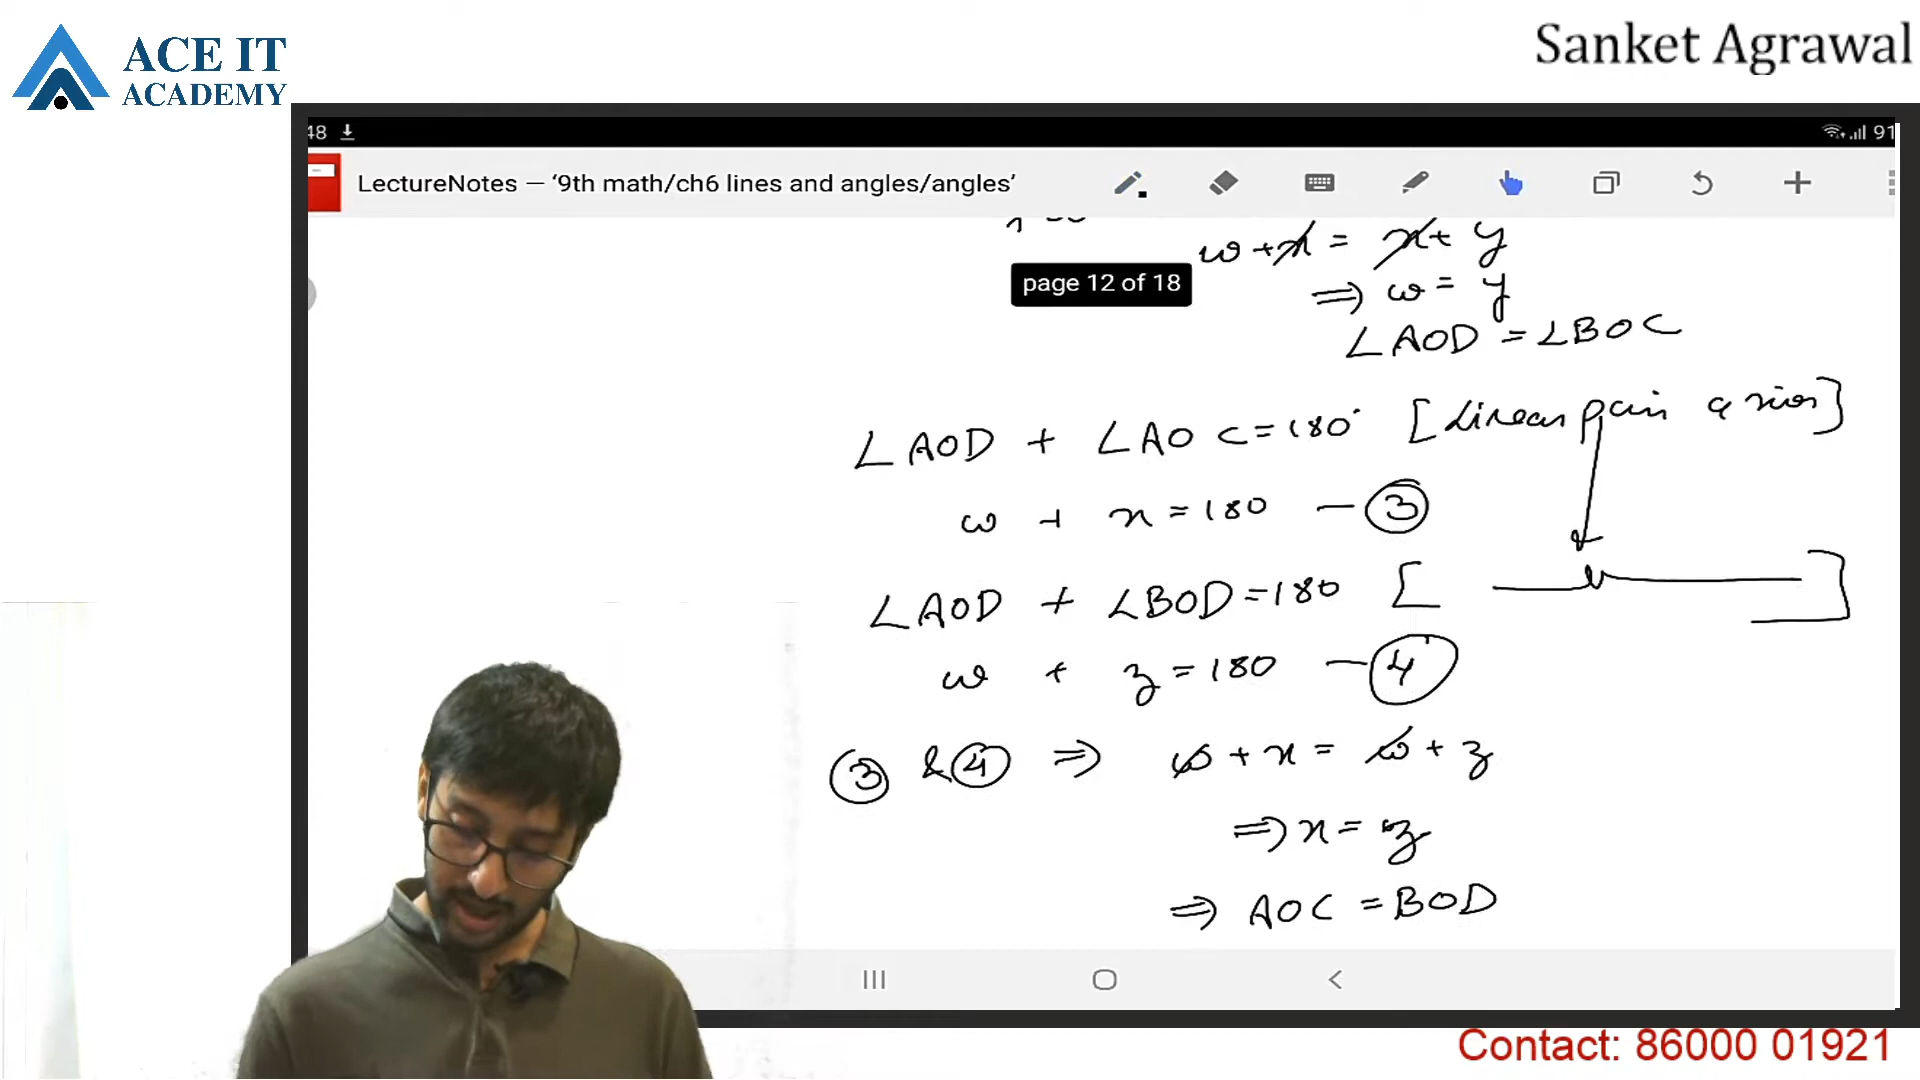 ACE IT
ACADEMY
Sanket Agrawal
48
91
LectureNotes — ‘9th math/ch6 lines and angles/angles’
w + x = x + y
page 12 of 18
⇒ w = y
∠AOD = ∠BOC
∠AOD + ∠AOC = 180° [Linear pair axiom]
w + x = 180 — ③
∠AOD + ∠BOD = 180 [ — 〃 — ]
w + z = 180 — ④
③ & ④ ⇒ w + x = w + z
⇒ x = z
⇒ AOC = BOD
Contact: 86000 01921